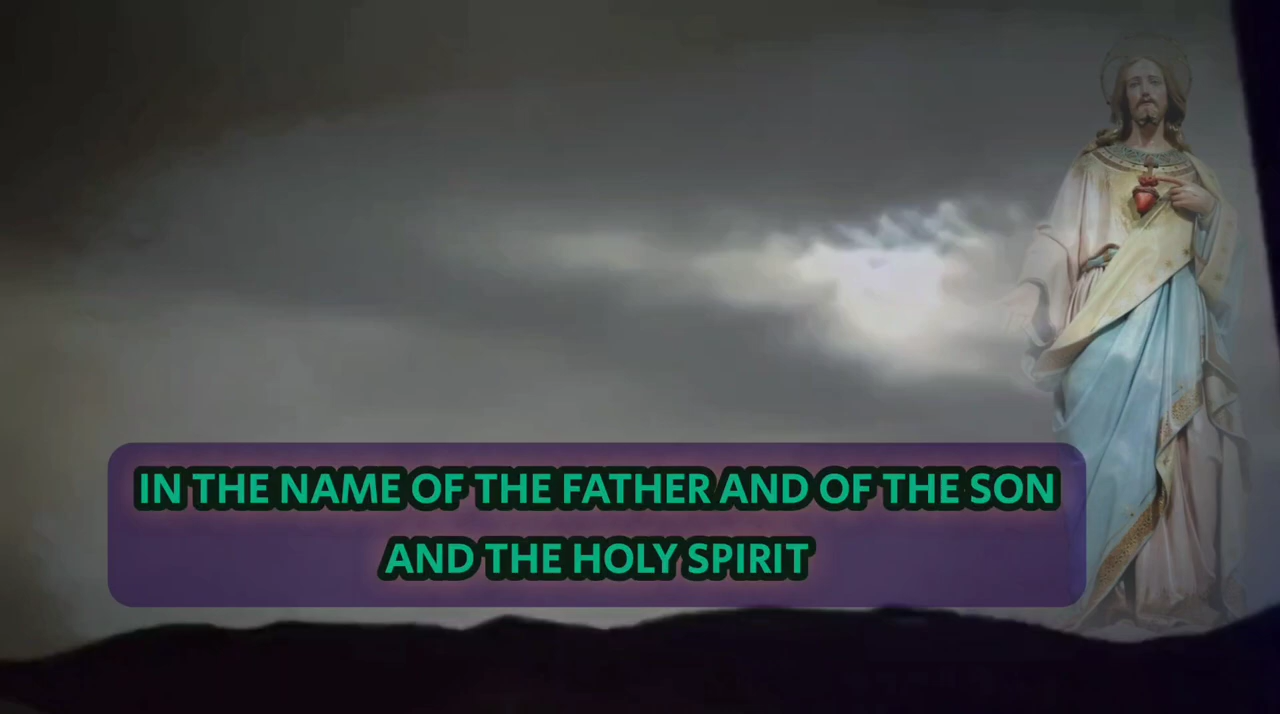 IN THE NAME OF THE FATHER AND OF THE SON
AND THE HOLY SPIRIT